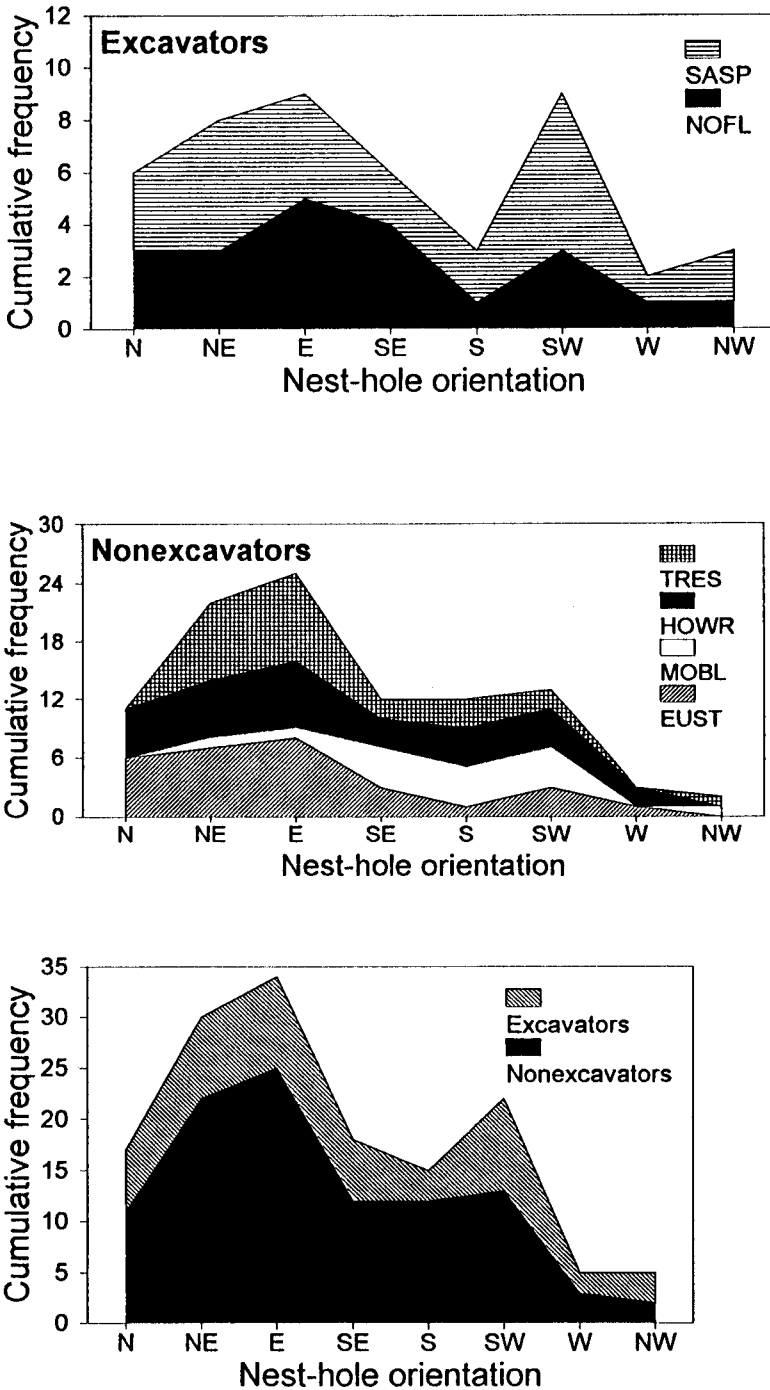 Excavators
SASP
NOFL
Cumulative frequency
12
10
8
6
4
2
0
N NE E SE S SW W NW
Nest-hole orientation
Nonexcavators
TRES
HOWR
MOBL
EUST
Cumulative frequency
30
24
18
12
6
0
N NE E SE S SW W NW
Nest-hole orientation
Excavators
Nonexcavators
Cumulative frequency
35
30
25
20
15
10
5
0
N NE E SE S SW W NW
Nest-hole orientation